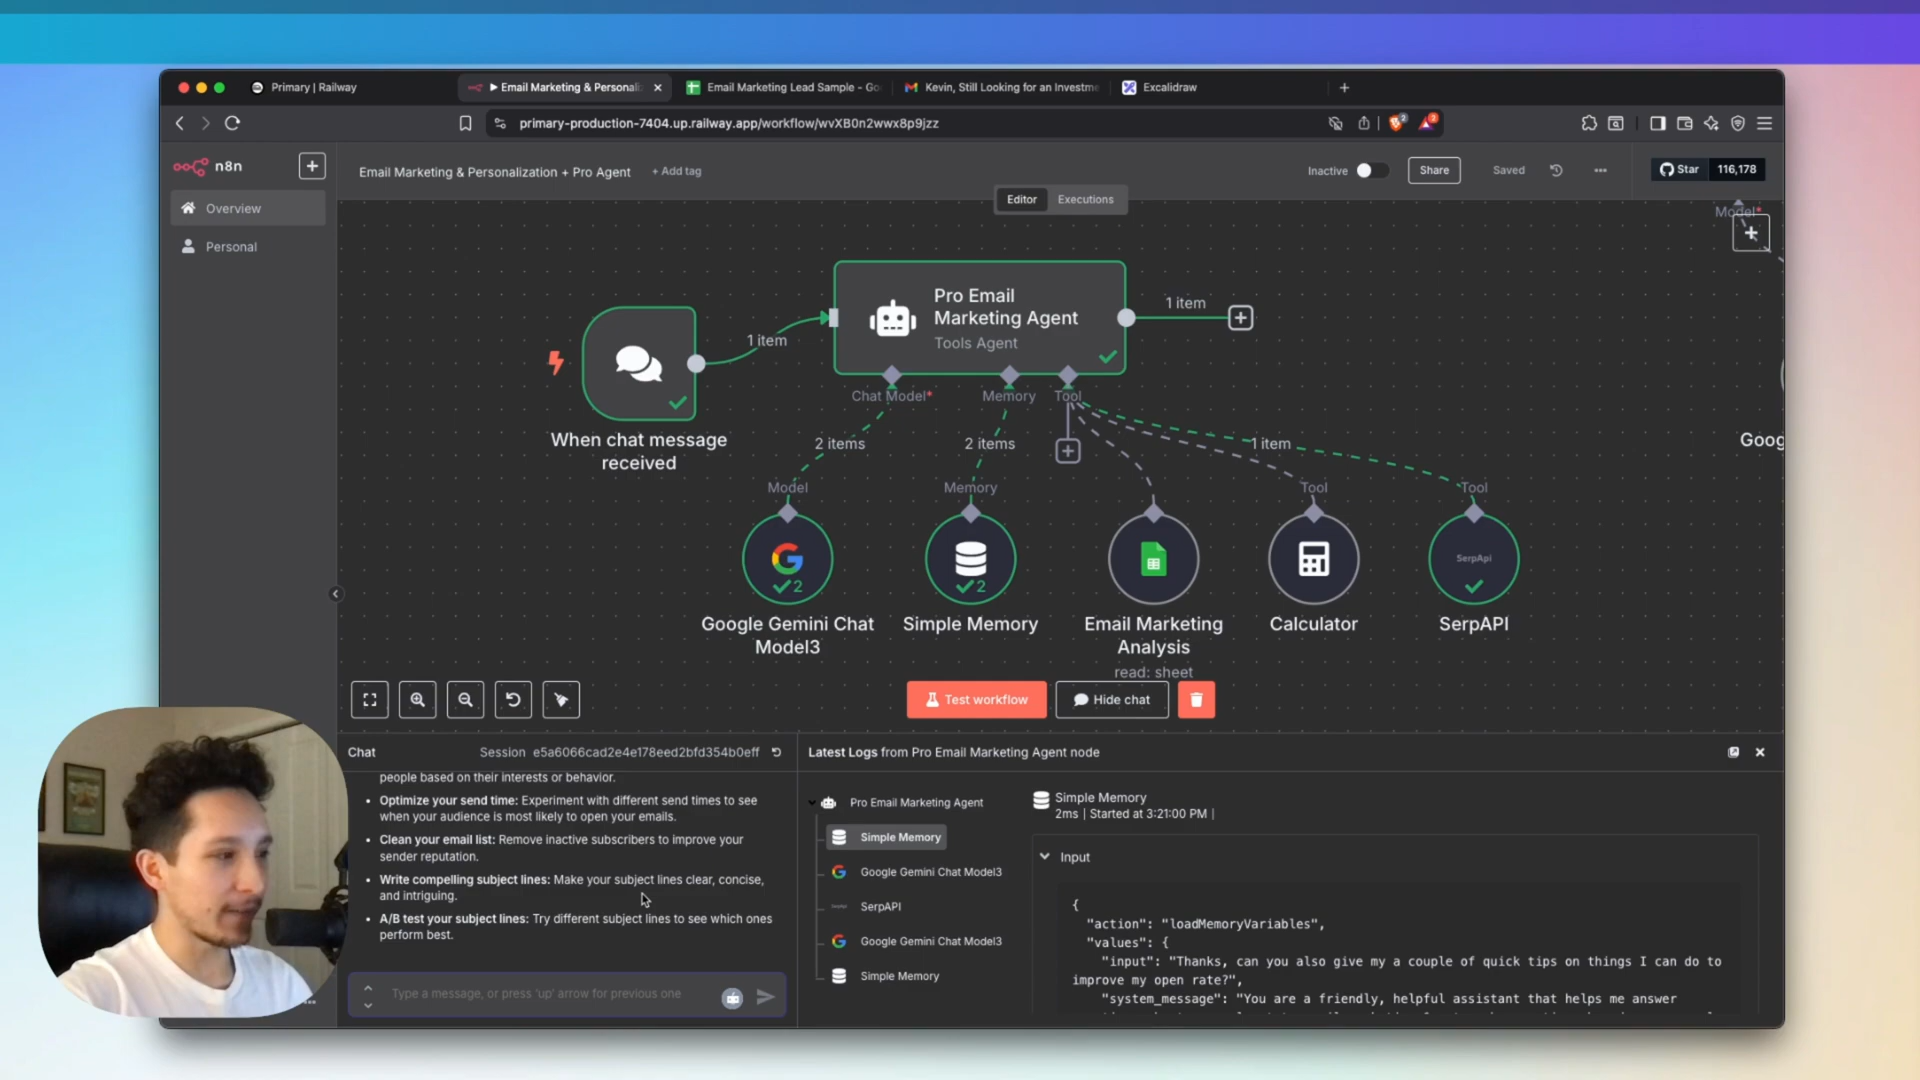 Primary | Railway
Email Marketing & Personali
Email Marketing Lead Sample - Go
Kevin, Still Looking for an Investme
Excalidraw
primary-production-7404.up.railway.app/workflow/wvXB0n2wwx8p9jzz
2
2
n8n
Email Marketing & Personalization + Pro Agent
+ Add tag
Inactive
Share
Saved
Star
116,178
Overview
Personal
Editor
Executions
Model*
Pro Email
Marketing Agent
Tools Agent
1 item
1 item
Chat Model*
Memory
Tool
When chat message
received
2 items
2 items
1 item
Goog
Model
Memory
Tool
Tool
2
2
SerpApi
Google Gemini Chat
Model3
Simple Memory
Email Marketing
Analysis
read: sheet
Calculator
SerpAPI
Test workflow
Hide chat
Chat
Session e5a6066cad2e4e178eed2bfd354b0eff
people based on their interests or behavior.
• Optimize your send time: Experiment with different send times to see
when your audience is most likely to open your emails.
• Clean your email list: Remove inactive subscribers to improve your
sender reputation.
• Write compelling subject lines: Make your subject lines clear, concise,
and intriguing.
• A/B test your subject lines: Try different subject lines to see which ones
perform best.
Type a message, or press 'up' arrow for previous one
Latest Logs from Pro Email Marketing Agent node
Pro Email Marketing Agent
Simple Memory
Google Gemini Chat Model3
SerpAPI
Google Gemini Chat Model3
Simple Memory
Simple Memory
2ms | Started at 3:21:00 PM |
Input
{
"action": "loadMemoryVariables",
"values": {
"input": "Thanks, can you also give my a couple of quick tips on things I can do to
improve my open rate?",
"system_message": "You are a friendly, helpful assistant that helps me answer